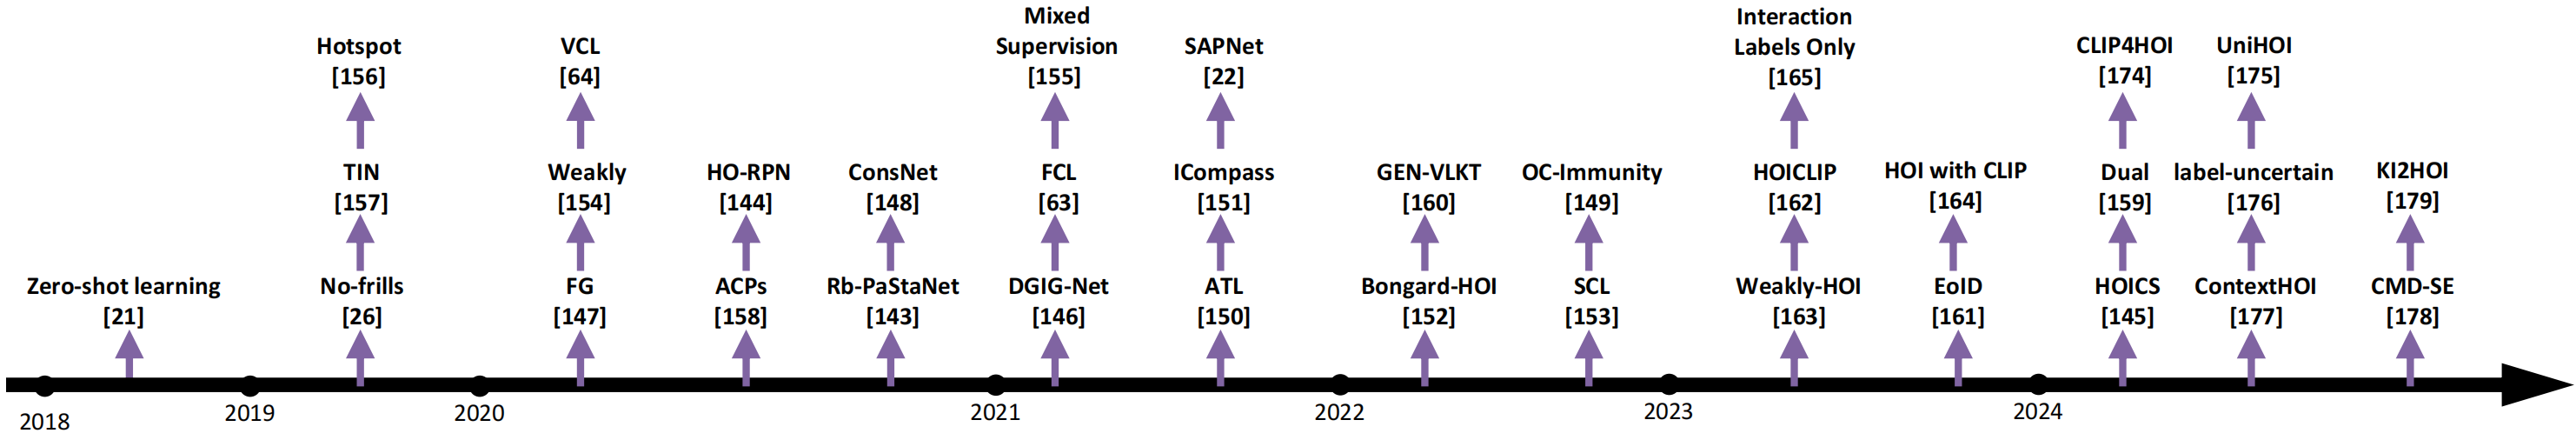 Hotspot
[156]
VCL
[64]
Mixed
Supervision
[155]
SAPNet
[22]
Interaction
Labels Only
[165]
CLIP4HOI
[174]
UniHOI
[175]
TIN
[157]
Weakly
[154]
HO-RPN
[144]
ConsNet
[148]
FCL
[63]
ICompass
[151]
GEN-VLKT
[160]
OC-Immunity
[149]
HOICLIP
[162]
HOI with CLIP
[164]
Dual
[159]
label-uncertain
[176]
KI2HOI
[179]
Zero-shot learning
[21]
No-frills
[26]
FG
[147]
ACPs
[158]
Rb-PaStaNet
[143]
DGIG-Net
[146]
ATL
[150]
Bongard-HOI
[152]
SCL
[153]
Weakly-HOI
[163]
EoID
[161]
HOICS
[145]
ContextHOI
[177]
CMD-SE
[178]
2018
2019
2020
2021
2022
2023
2024